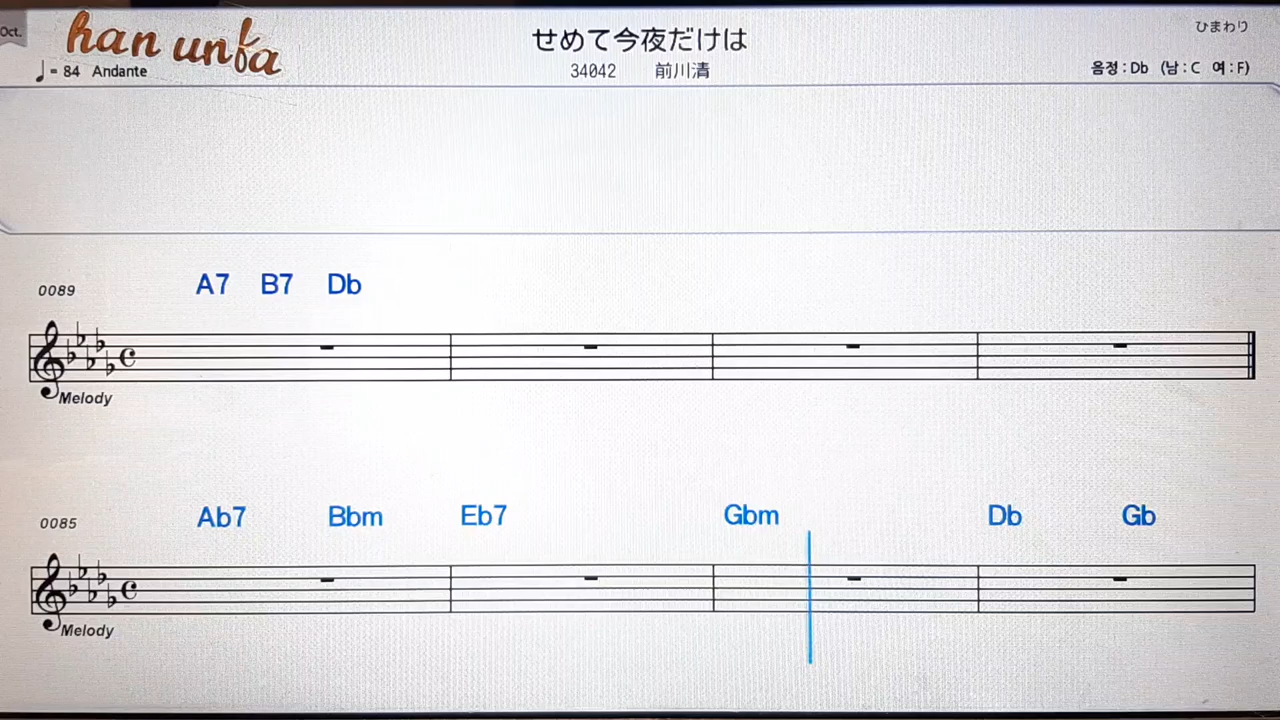 Oct.
han unfa
せめて今夜だけは
ひまわり
♩= 84 Andante
34042 前川清
음정 : Db (남 : C 여 : F)
0089 A7 B7 Db
Melody
0085 Ab7 Bbm Eb7 Gbm Db Gb
Melody